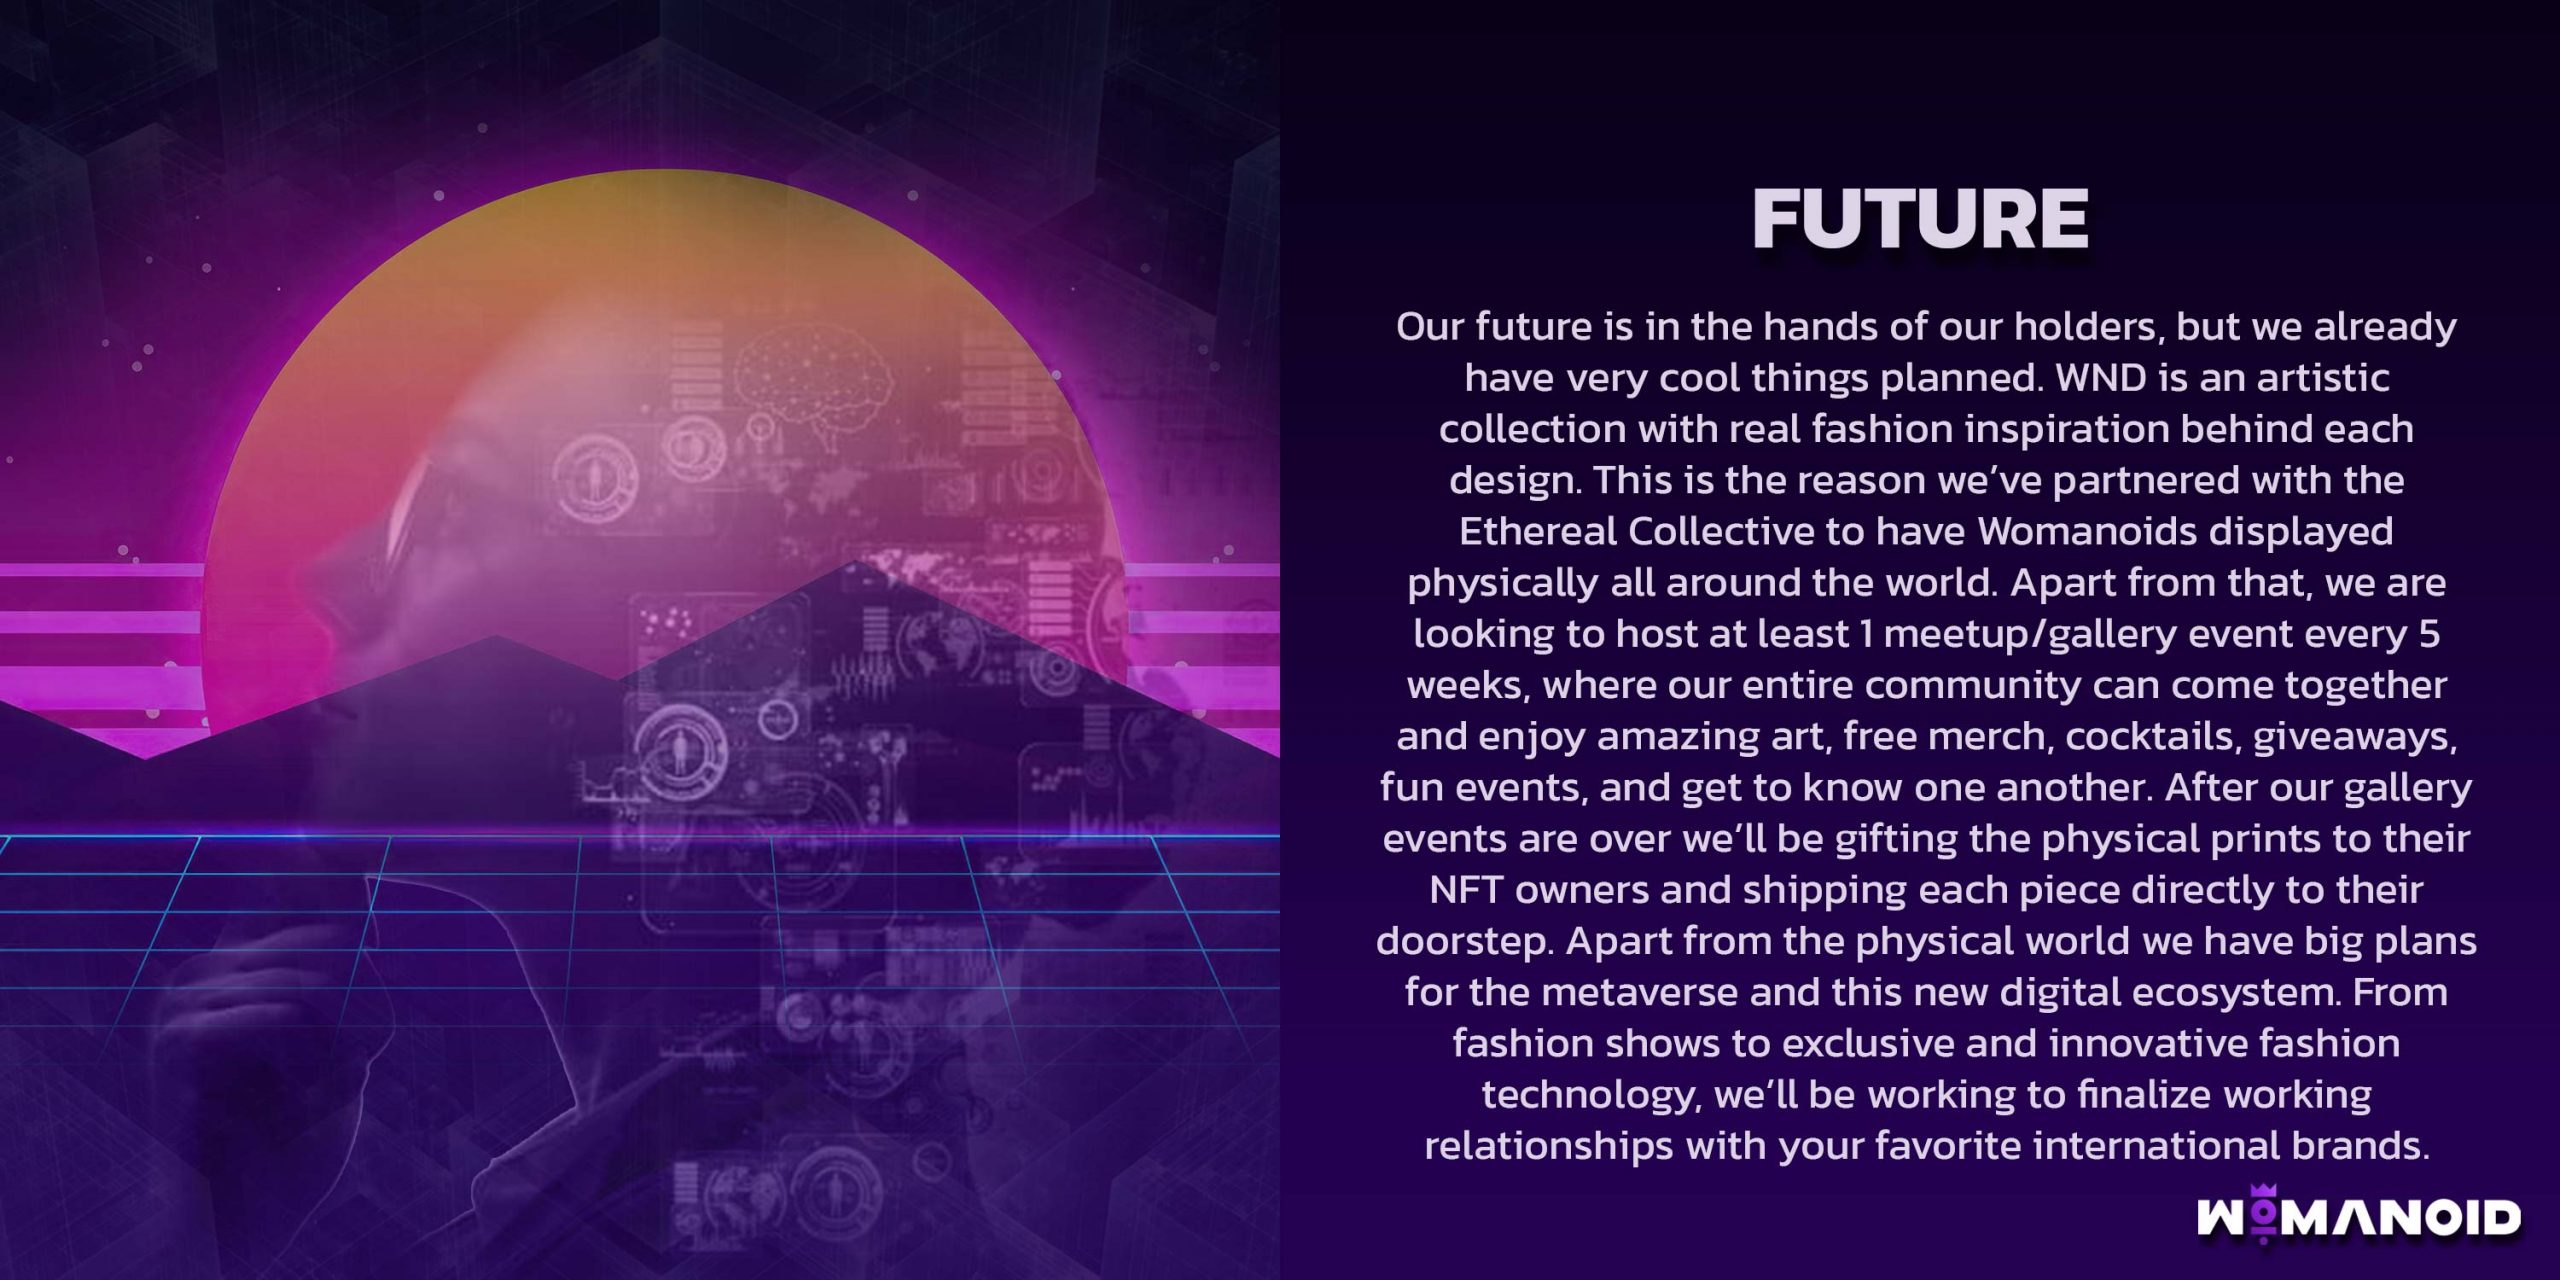 FUTURE
Our future is in the hands of our holders, but we already
have very cool things planned. WND is an artistic
collection with real fashion inspiration behind each
design. This is the reason we’ve partnered with the
Ethereal Collective to have Womanoids displayed
physically all around the world. Apart from that, we are
looking to host at least 1 meetup/gallery event every 5
weeks, where our entire community can come together
and enjoy amazing art, free merch, cocktails, giveaways,
fun events, and get to know one another. After our gallery
events are over we’ll be gifting the physical prints to their
NFT owners and shipping each piece directly to their
doorstep. Apart from the physical world we have big plans
for the metaverse and this new digital ecosystem. From
fashion shows to exclusive and innovative fashion
technology, we’ll be working to finalize working
relationships with your favorite international brands.
WOMANOID